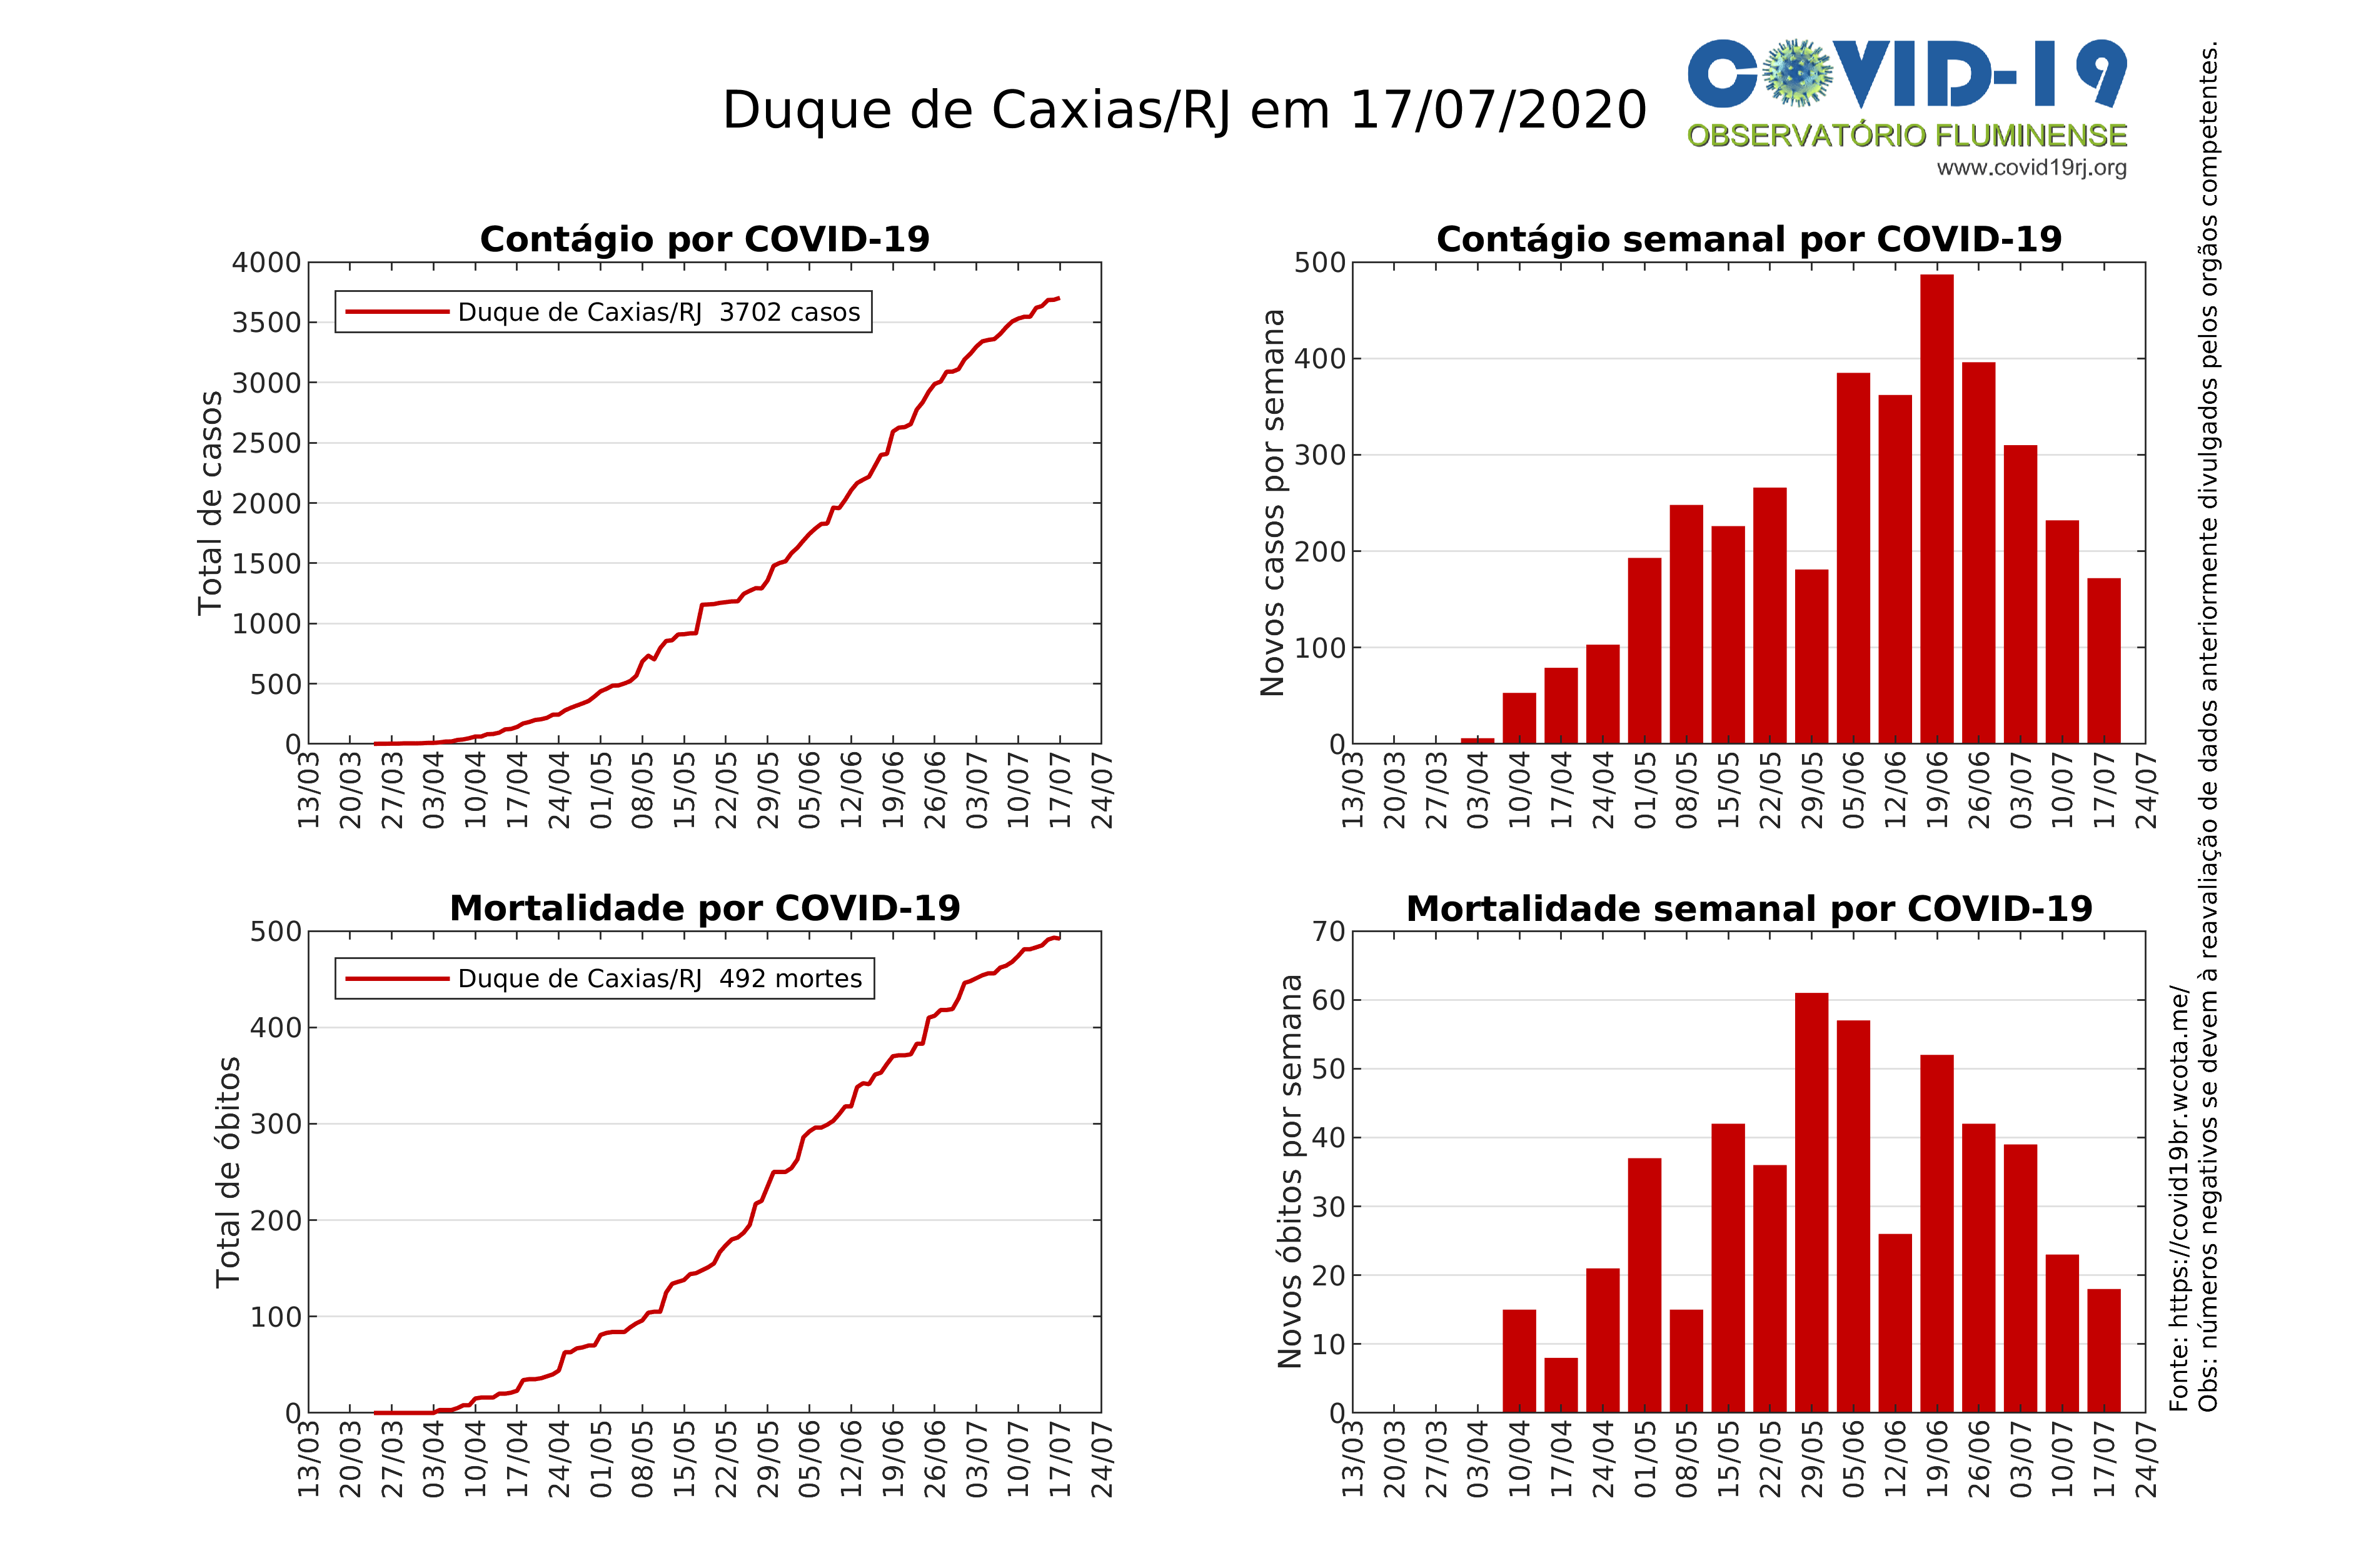 Duque de Caxias/RJ em 17/07/2020
COVID-19
OBSERVATÓRIO FLUMINENSE
www.covid19rj.org
Contágio por COVID-19
Total de casos
4000
3500
3000
2500
2000
1500
1000
500
0
Duque de Caxias/RJ 3702 casos
13/03 20/03 27/03 03/04 10/04 17/04 24/04 01/05 08/05 15/05 22/05 29/05 05/06 12/06 19/06 26/06 03/07 10/07 17/07 24/07
Contágio semanal por COVID-19
Novos casos por semana
500
400
300
200
100
0
13/03 20/03 27/03 03/04 10/04 17/04 24/04 01/05 08/05 15/05 22/05 29/05 05/06 12/06 19/06 26/06 03/07 10/07 17/07 24/07
Mortalidade por COVID-19
Total de óbitos
500
400
300
200
100
0
Duque de Caxias/RJ 492 mortes
13/03 20/03 27/03 03/04 10/04 17/04 24/04 01/05 08/05 15/05 22/05 29/05 05/06 12/06 19/06 26/06 03/07 10/07 17/07 24/07
Mortalidade semanal por COVID-19
Novos óbitos por semana
70
60
50
40
30
20
10
0
13/03 20/03 27/03 03/04 10/04 17/04 24/04 01/05 08/05 15/05 22/05 29/05 05/06 12/06 19/06 26/06 03/07 10/07 17/07 24/07
Fonte: https://covid19br.wcota.me/
Obs: números negativos se devem à reavaliação de dados anteriormente divulgados pelos orgãos competentes.